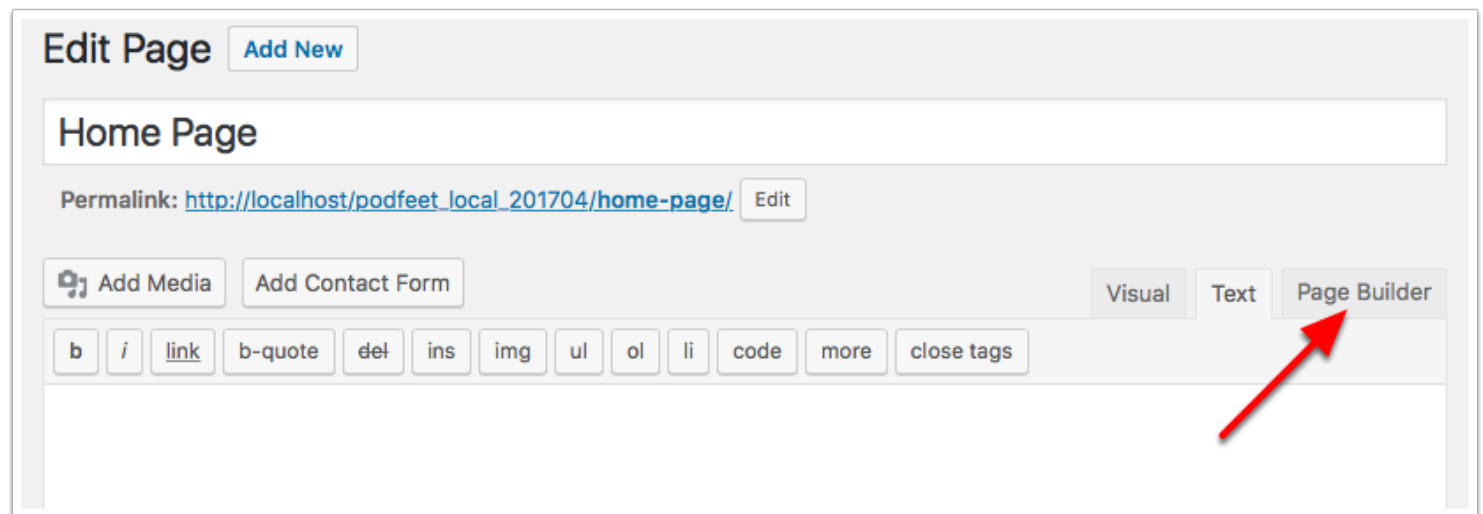 Edit Page Add New
Home Page
Permalink: http://localhost/podfeet_local_201704/home-page/ Edit
Add Media Add Contact Form Visual Text Page Builder
b i link b-quote del ins img ul ol li code more close tags